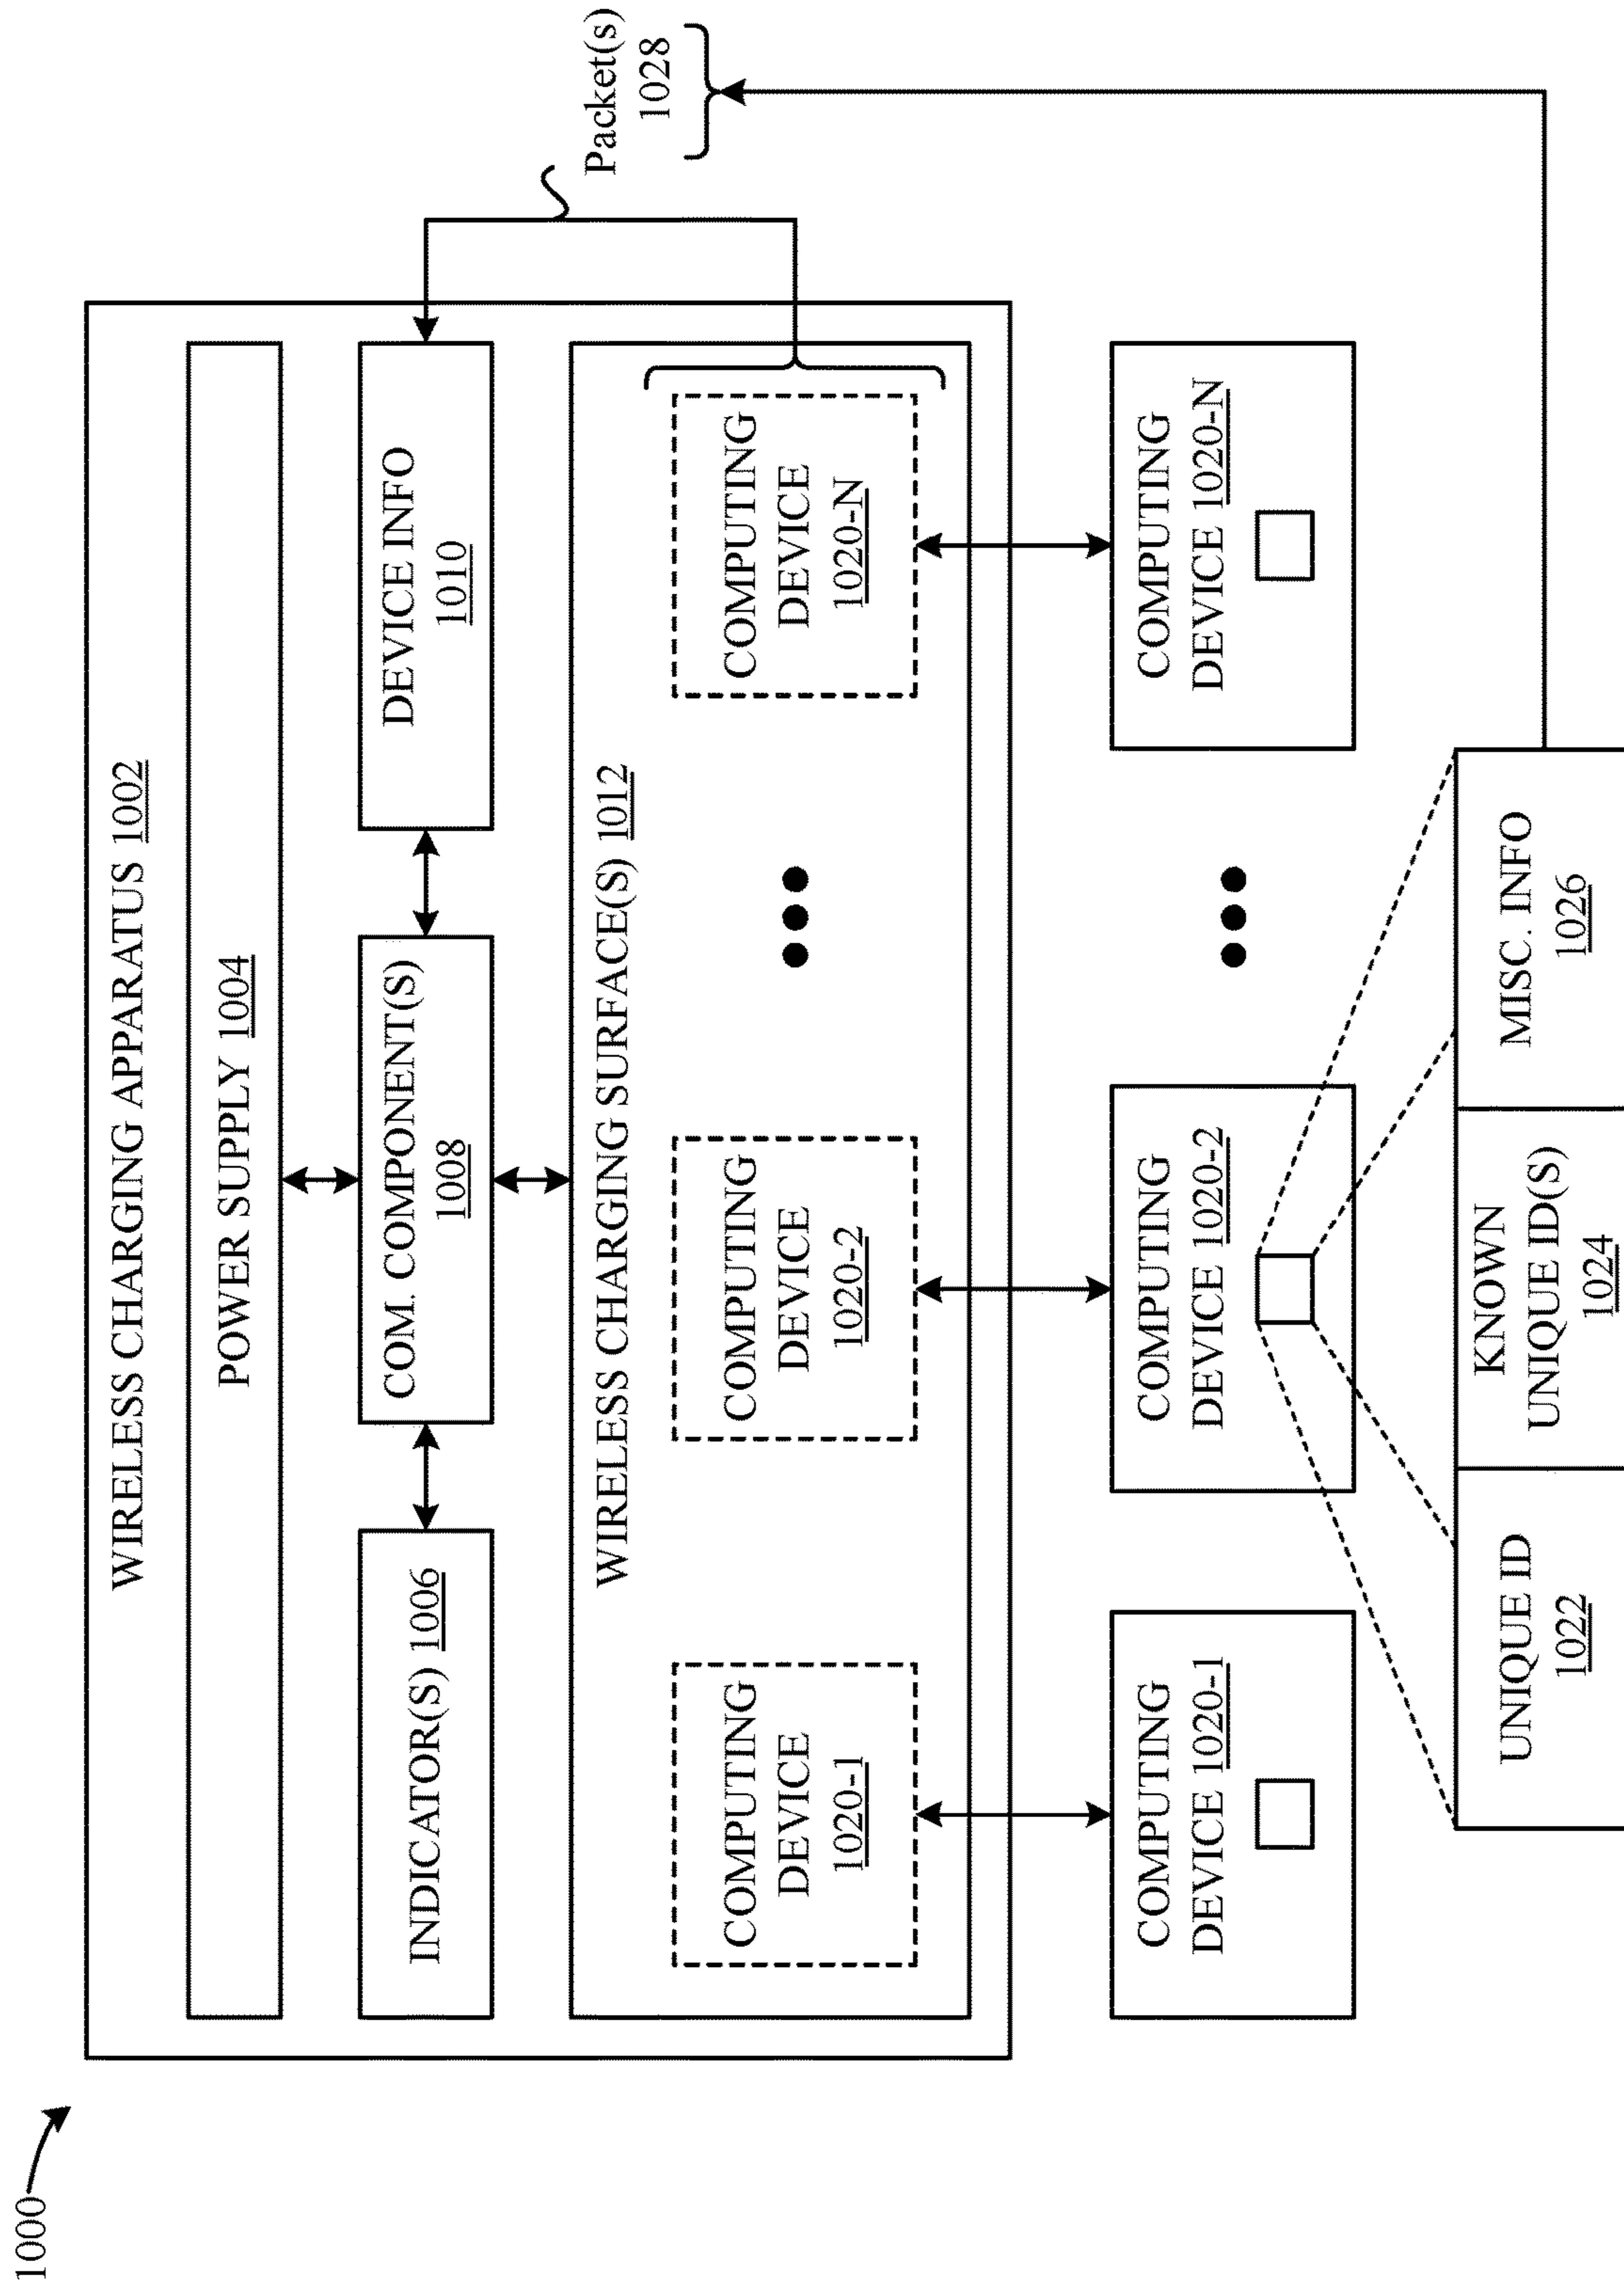 1000
WIRELESS CHARGING APPARATUS 1002
POWER SUPPLY 1004
INDICATOR(S) 1006
COM. COMPONENT(S)
1008
DEVICE INFO
1010
Packet(s)
1028
WIRELESS CHARGING SURFACE(S) 1012
COMPUTING
DEVICE
1020-1
COMPUTING
DEVICE
1020-2
COMPUTING
DEVICE
1020-N
COMPUTING
DEVICE 1020-1
COMPUTING
DEVICE 1020-2
COMPUTING
DEVICE 1020-N
UNIQUE ID
1022
KNOWN
UNIQUE ID(S)
1024
MISC. INFO
1026